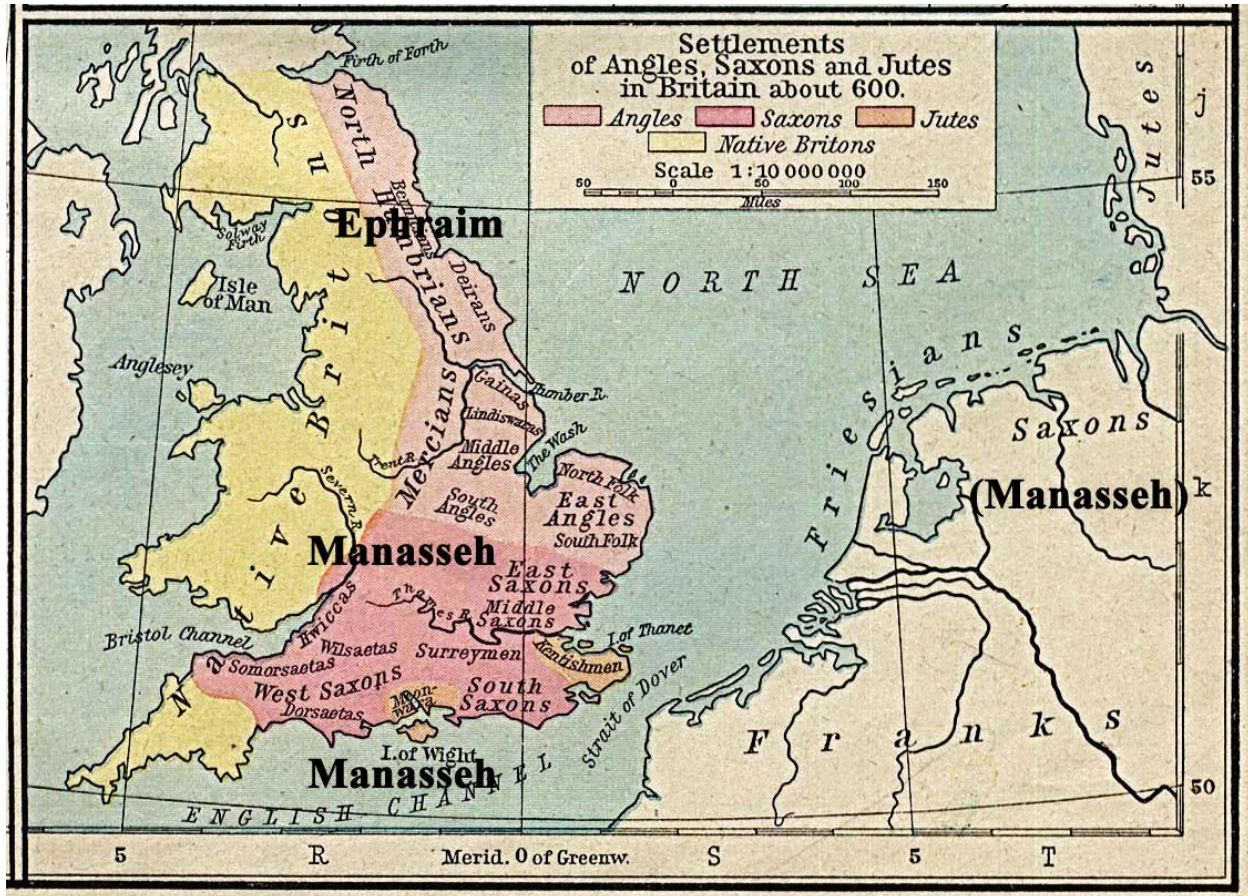 Settlements
of Angles, Saxons and Jutes
in Britain about 600.
Angles Saxons Jutes
Native Britons
Scale 1:10 000 000
50 0 50 100 150
Miles
Firth of Forth
Jutes
j
55
North Humbrians
Bernicians
Ephraim
Solway
Firth
Deirans
NORTH SEA
Isle
of Man
Native Britons
Anglesey
Frisians
Gainas
Humber R.
Lindiswaras
Saxons
Mercians
Middle
Angles
The Wash
Trent R.
North Folk
Severn R.
South
Angles
East
Angles
South Folk
(Manasseh)
k
Manasseh
East
Saxons
Thames R.
Middle
Saxons
Hwiccas
Bristol Channel
I. of Thanet
Wilsaetas
Surreymen
Kentishmen
Somorsaetas
West Saxons
South
Saxons
Meon-
wara
Dorsaetas
Strait of Dover
Franks
I. of Wight
Manasseh
ENGLISH CHANNEL
50
5 R Merid. 0 of Greenw. S 5 T